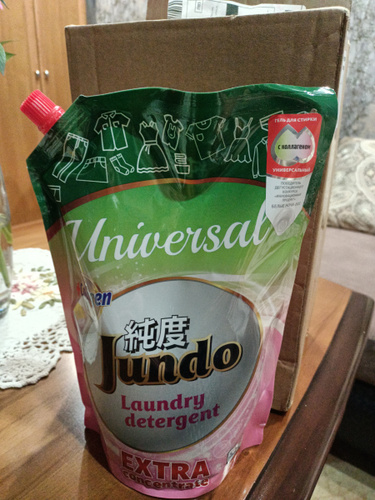 ГЕЛЬ ДЛЯ СТИРКИ
с КОЛЛАГЕНОМ
УНИВЕРСАЛЬНЫЙ
Universal
純度
Jundo
Laundry
detergent
EXTRA
concentrate